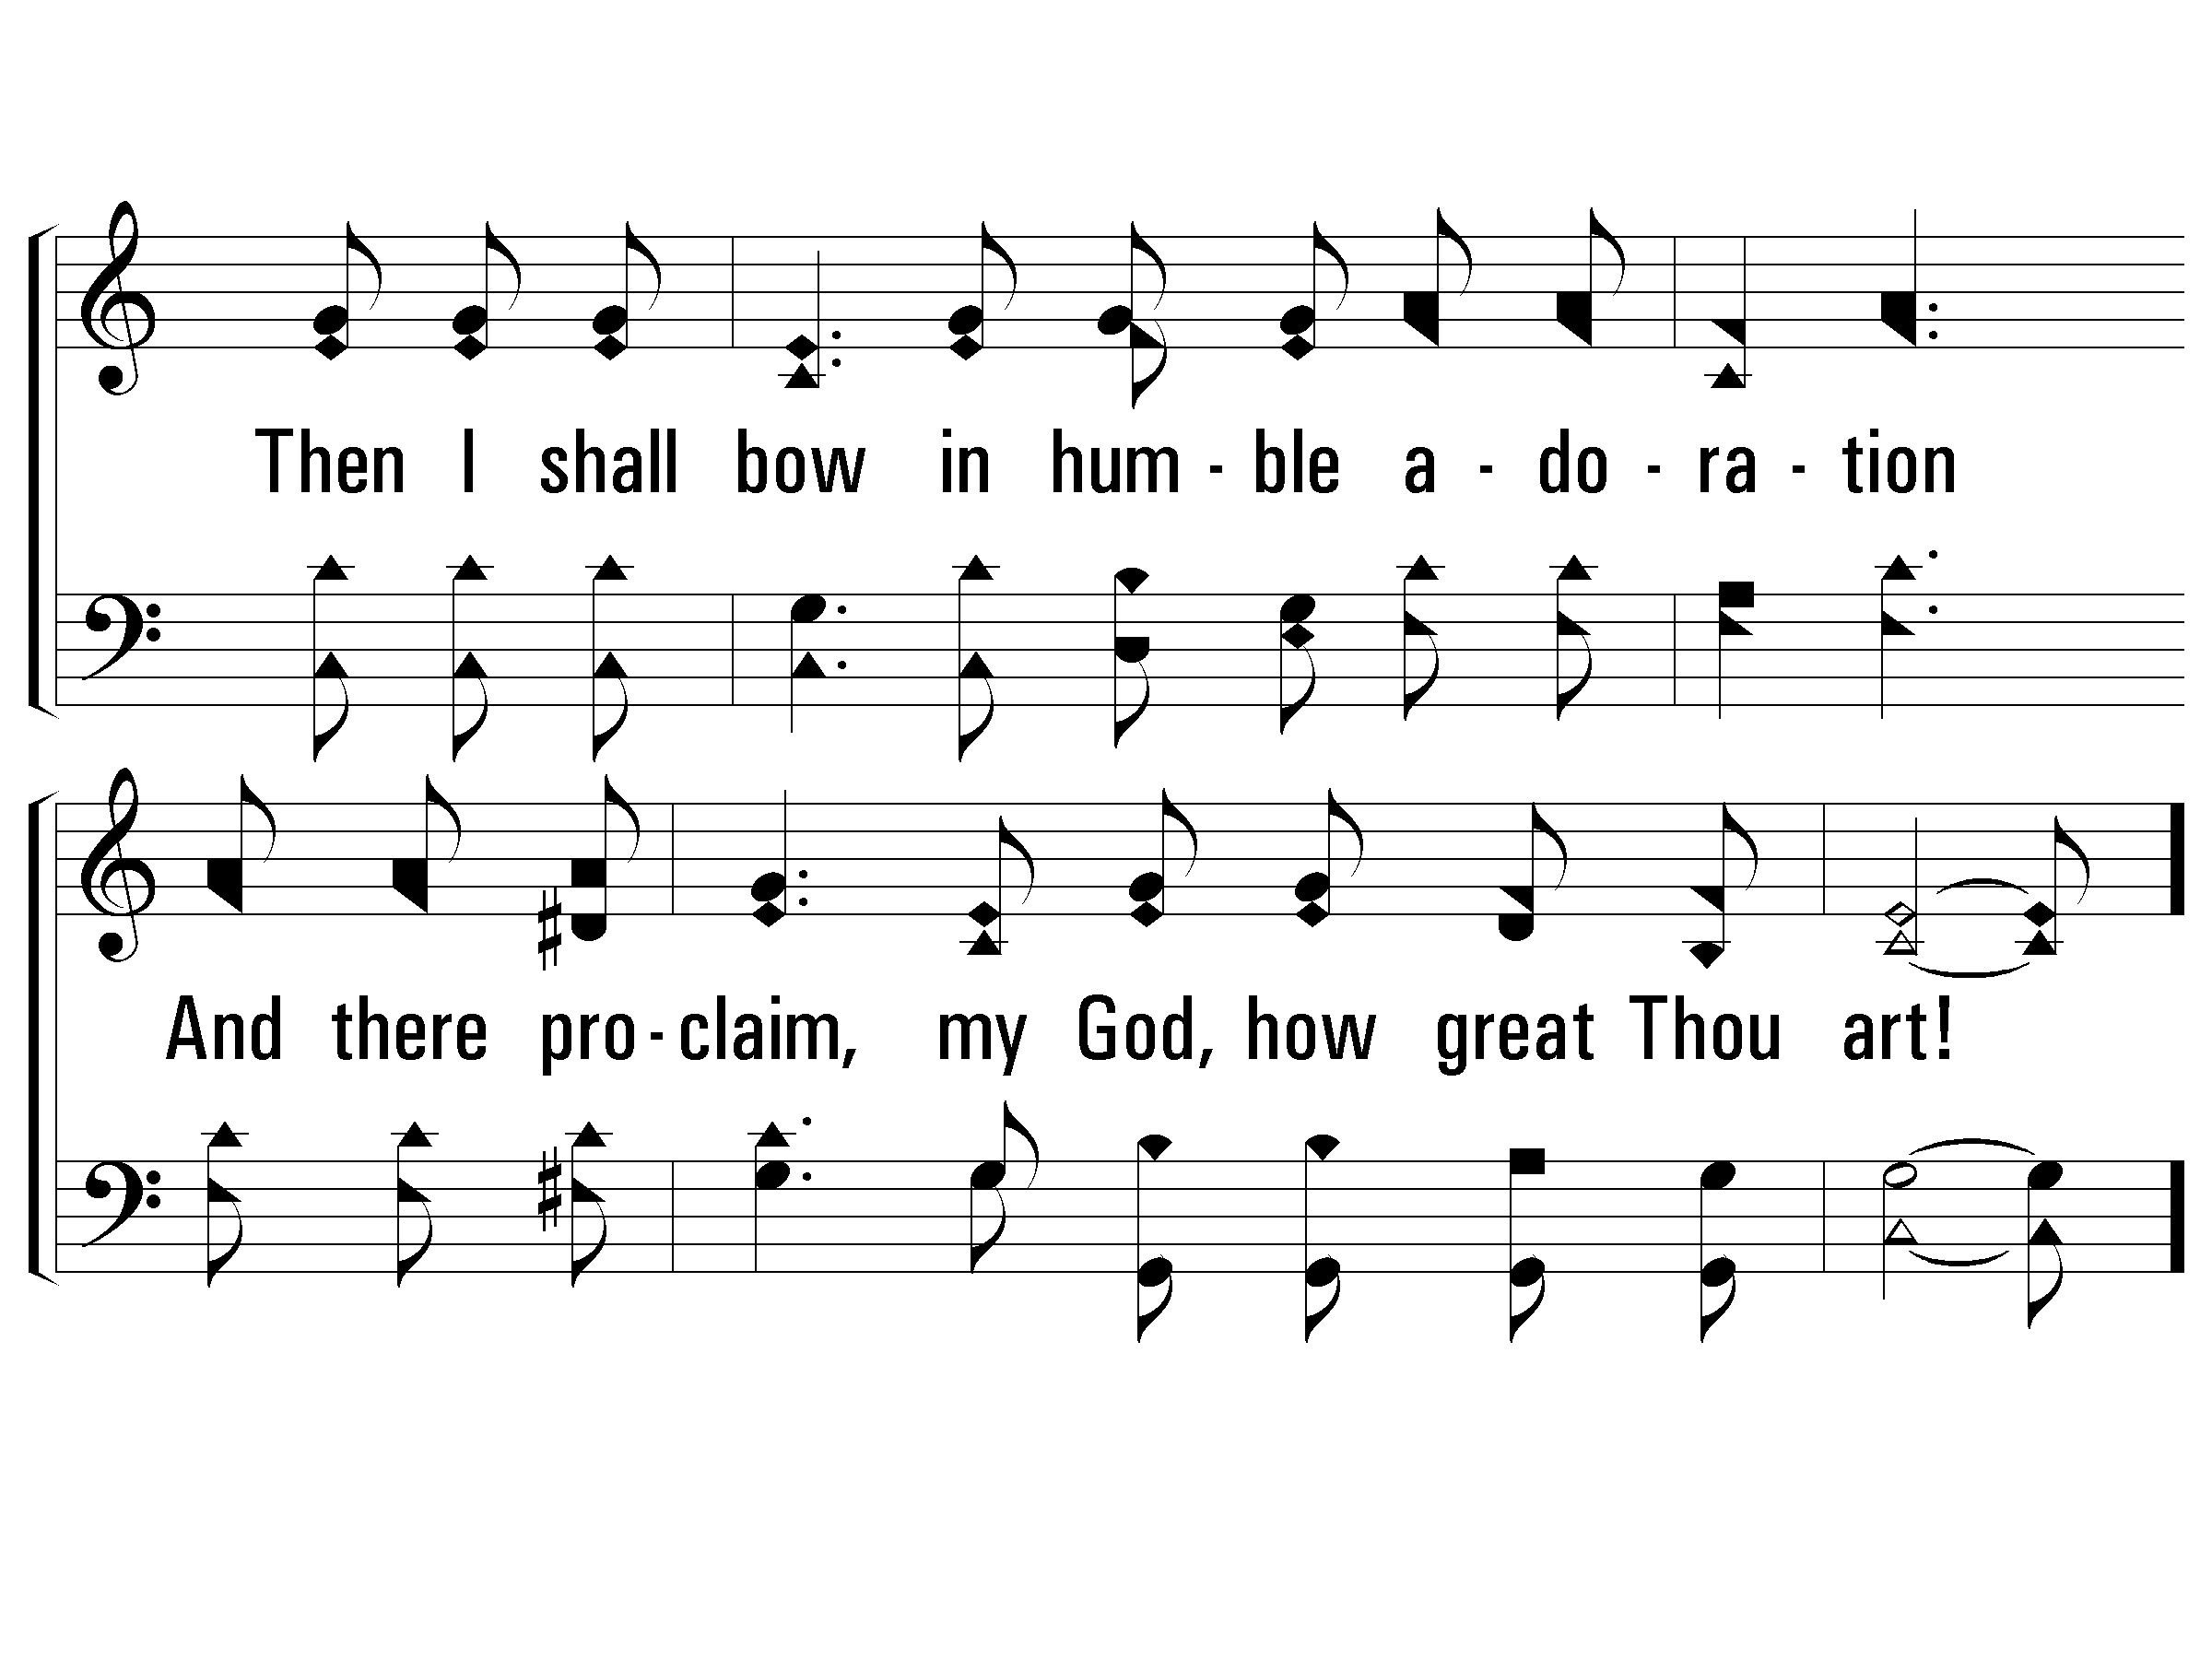 Then I shall bow in hum - ble a - do - ra - tion
And there pro - claim, my God, how great Thou art!